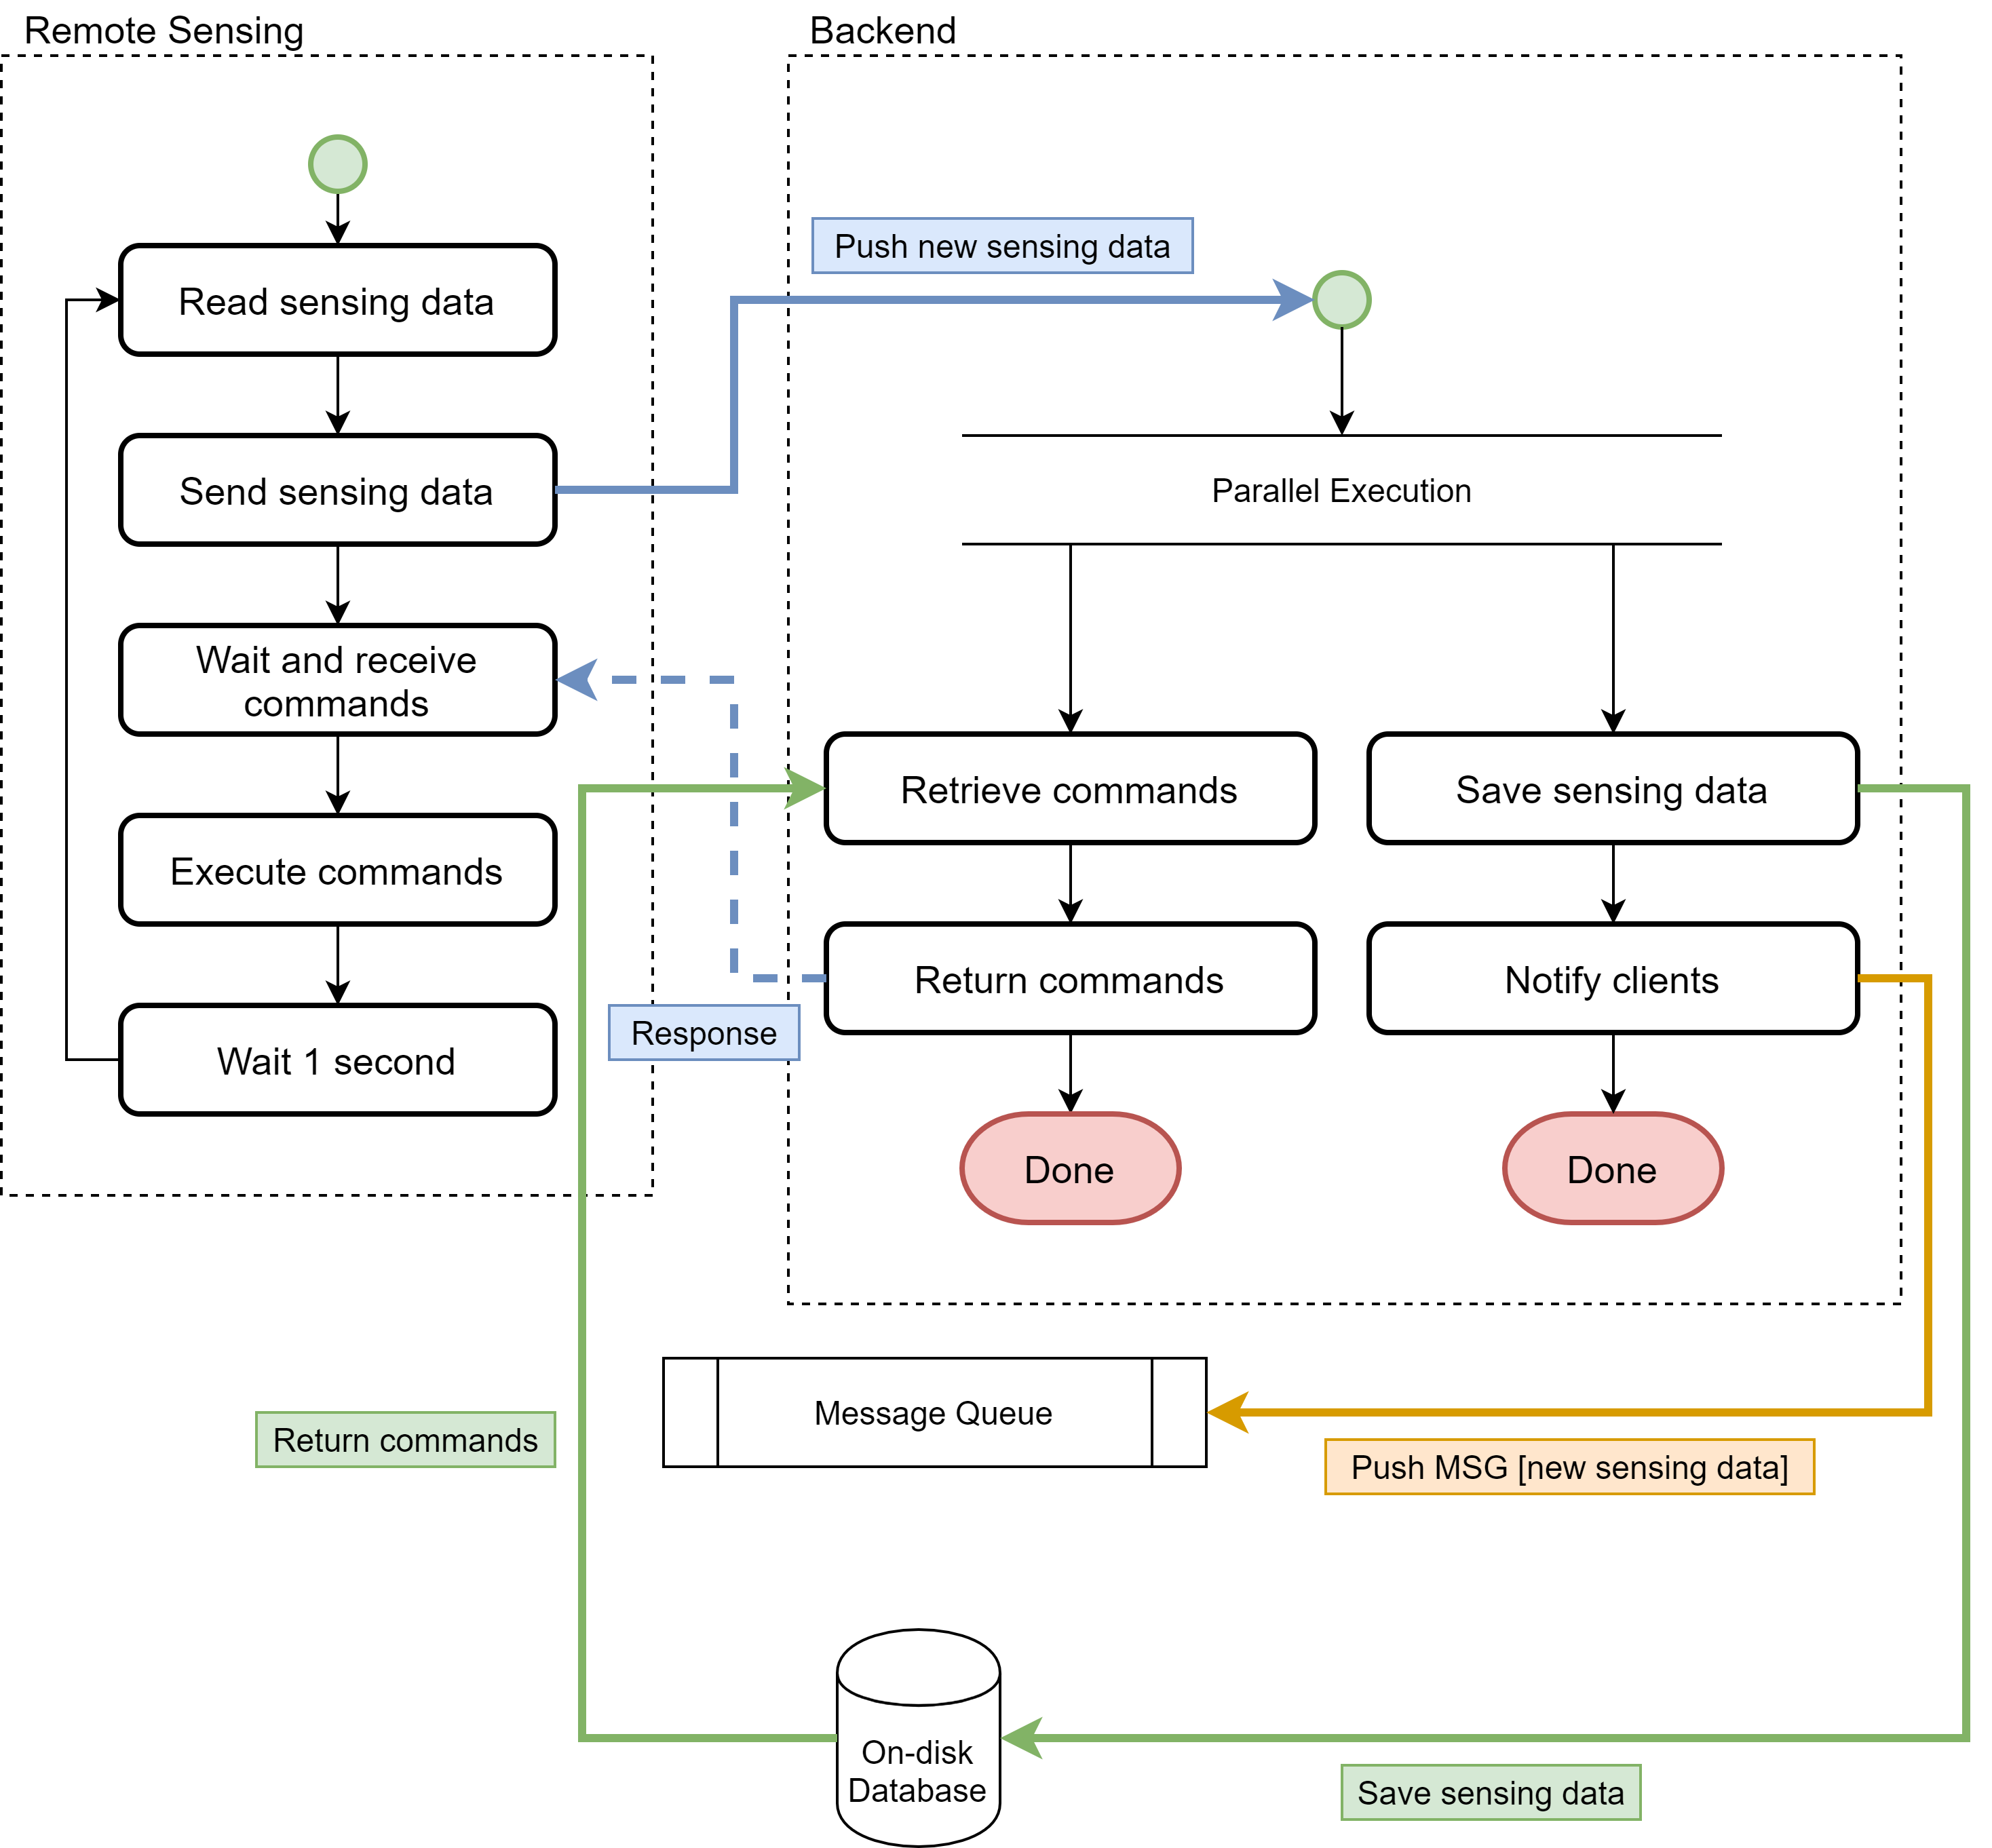 Remote Sensing
Backend
Read sensing data
Send sensing data
Wait and receive
commands
Execute commands
Wait 1 second
Push new sensing data
Parallel Execution
Retrieve commands
Save sensing data
Return commands
Notify clients
Response
Done
Done
Message Queue
Return commands
Push MSG [new sensing data]
On-disk
Database
Save sensing data